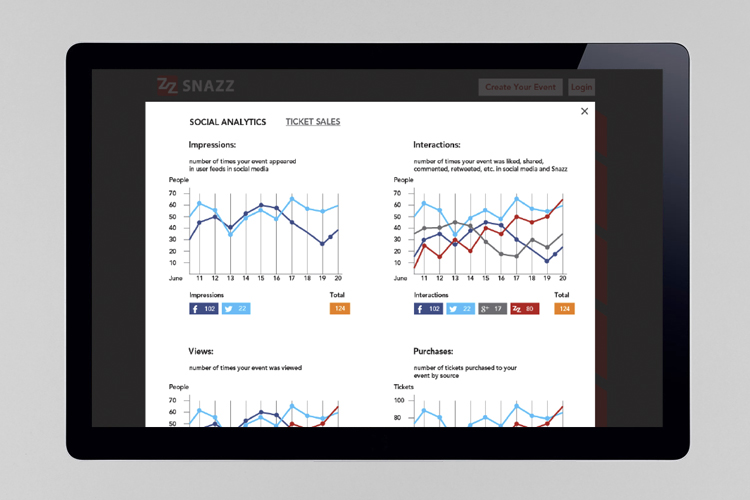 ZZ SNAZZ
Create Your Event
Login
SOCIAL ANALYTICS
TICKET SALES
Impressions:
number of times your event appeared
in user feeds in social media
People
70
60
50
40
30
20
10
June 11 12 13 14 15 16 17 18 19 20
Impressions
Total
f 102
22
124
Interactions:
number of times your event was liked, shared,
commented, retweeted, etc. in social media and Snazz
People
70
60
50
40
30
20
10
June 11 12 13 14 15 16 17 18 19 20
Interactions
Total
f 102
22
g+ 17
ZZ 80
124
Views:
number of times your event was viewed
People
70
60
50
Purchases:
number of tickets purchased to your
event by source
Tickets
100
80